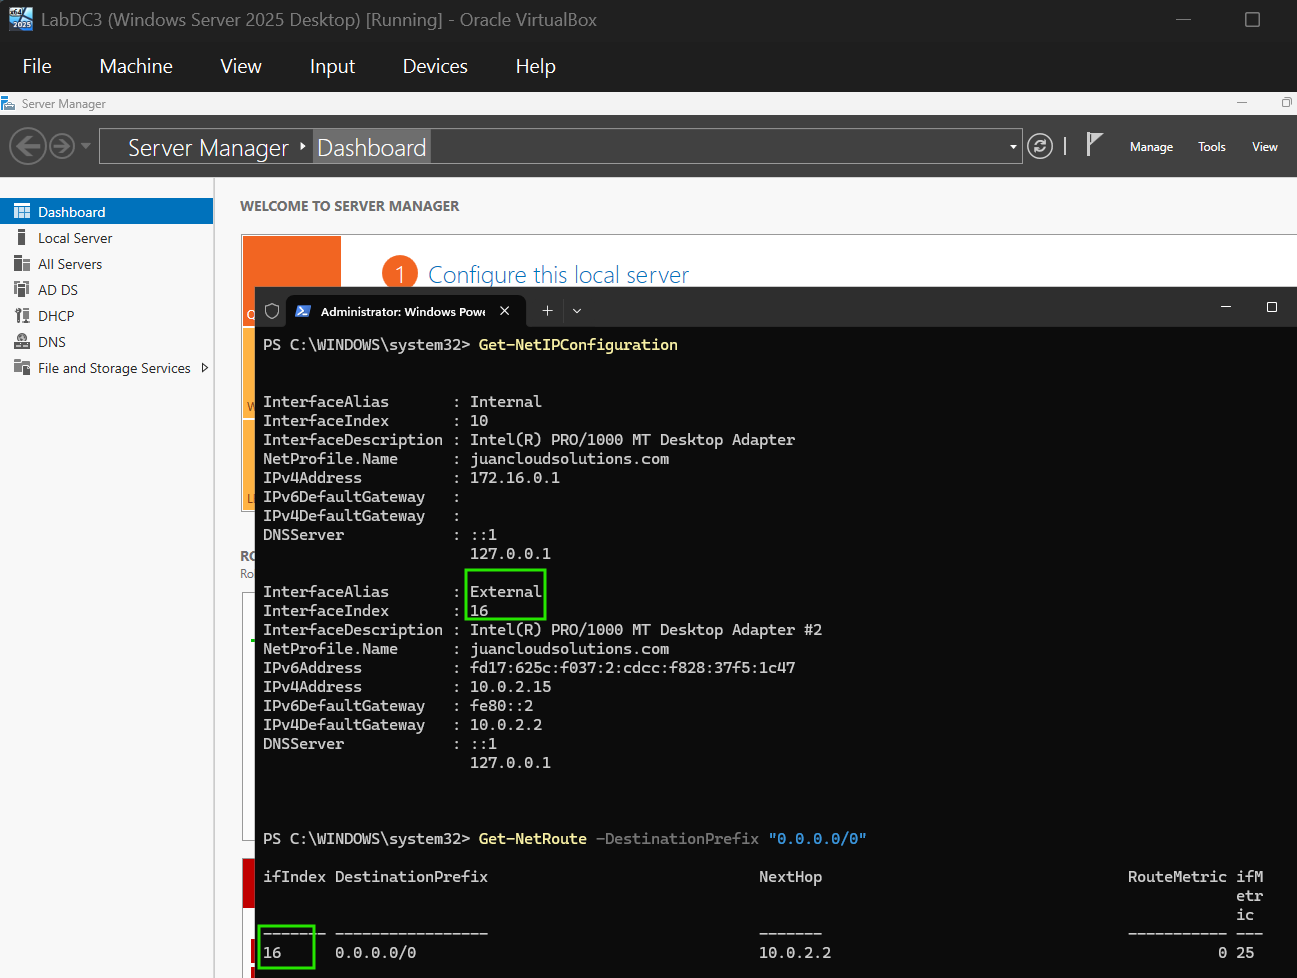 LabDC3 (Windows Server 2025 Desktop) [Running] - Oracle VirtualBox
File Machine View Input Devices Help
Server Manager
Server Manager Dashboard
Manage Tools View
Dashboard
Local Server
All Servers
AD DS
DHCP
DNS
File and Storage Services
WELCOME TO SERVER MANAGER
1 Configure this local server
Administrator: Windows Powe
PS C:\WINDOWS\system32> Get-NetIPConfiguration
InterfaceAlias : Internal
InterfaceIndex : 10
InterfaceDescription : Intel(R) PRO/1000 MT Desktop Adapter
NetProfile.Name : juancloudsolutions.com
IPv4Address : 172.16.0.1
IPv6DefaultGateway :
IPv4DefaultGateway :
DNSServer : ::1
127.0.0.1
InterfaceAlias : External
InterfaceIndex : 16
InterfaceDescription : Intel(R) PRO/1000 MT Desktop Adapter #2
NetProfile.Name : juancloudsolutions.com
IPv6Address : fd17:625c:f037:2:cdcc:f828:37f5:1c47
IPv4Address : 10.0.2.15
IPv6DefaultGateway : fe80::2
IPv4DefaultGateway : 10.0.2.2
DNSServer : ::1
127.0.0.1
PS C:\WINDOWS\system32> Get-NetRoute -DestinationPrefix "0.0.0.0/0"
ifIndex DestinationPrefix NextHop RouteMetric ifM
etr
ic
------- ----------------- ------- ----------- ---
16 0.0.0.0/0 10.0.2.2 0 25